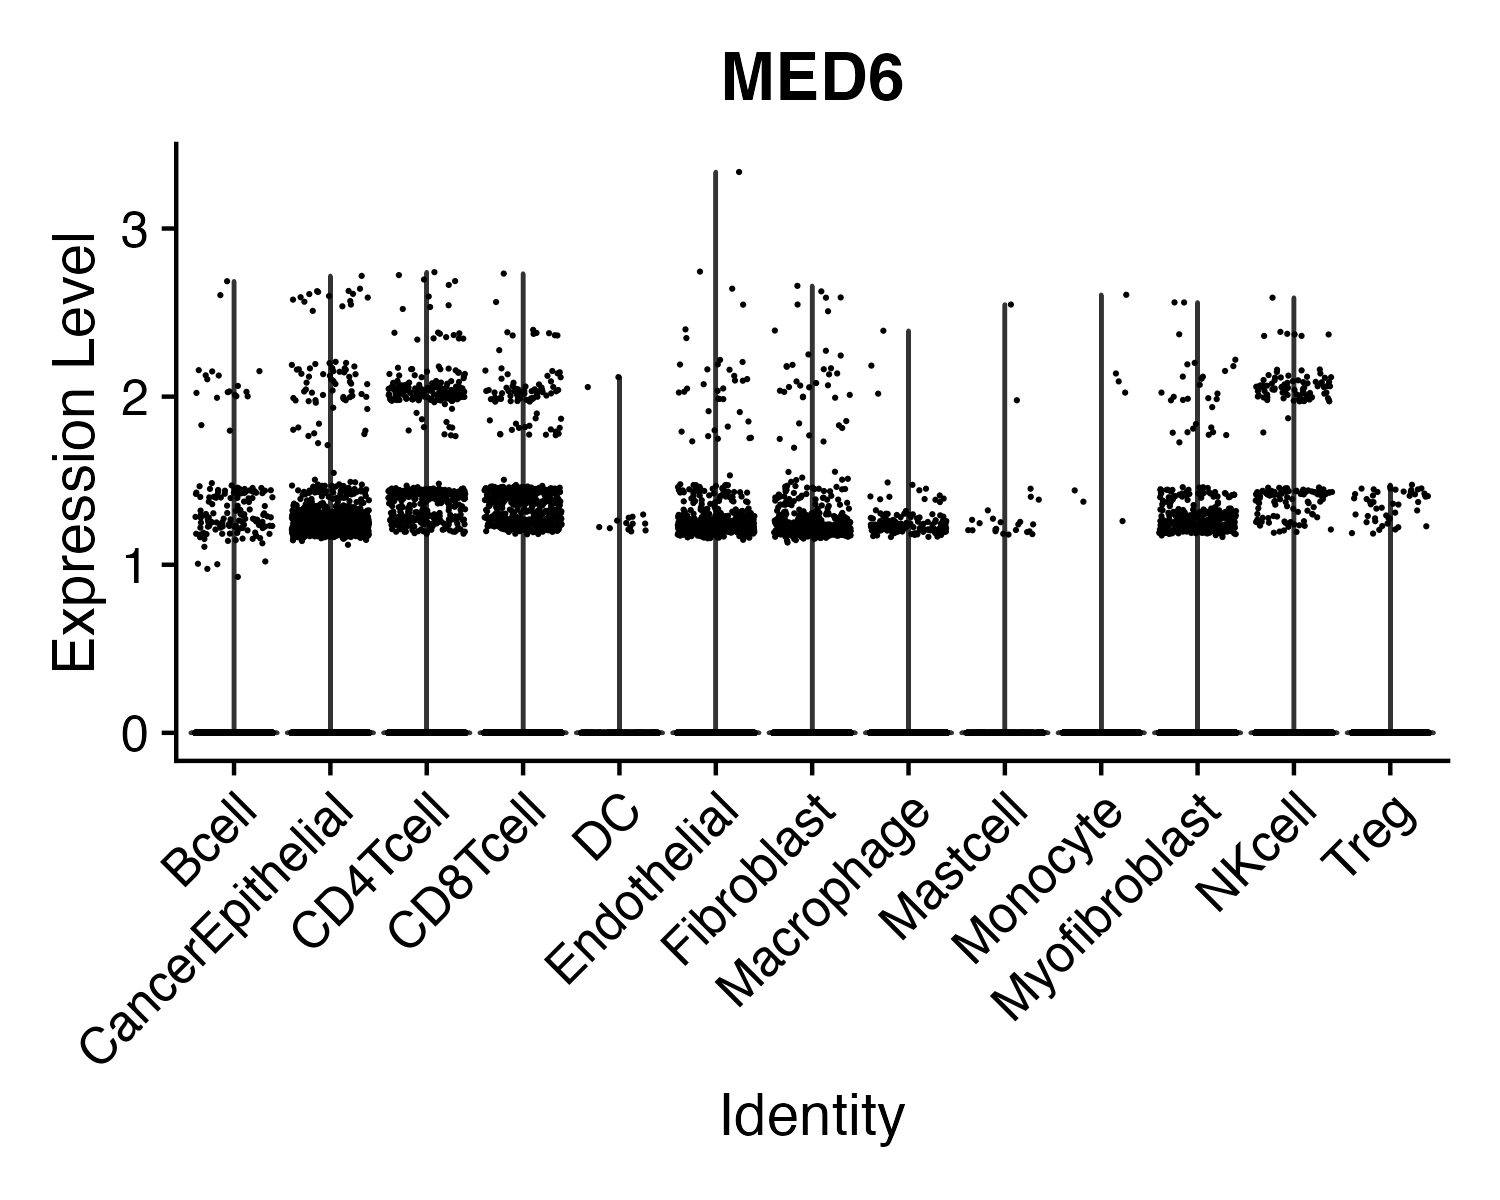 MED6
Expression Level
3
2
1
0
Bcell
CancerEpithelial
CD4Tcell
CD8Tcell
DC
Endothelial
Fibroblast
Macrophage
Mastcell
Monocyte
Myofibroblast
NKcell
Treg
Identity